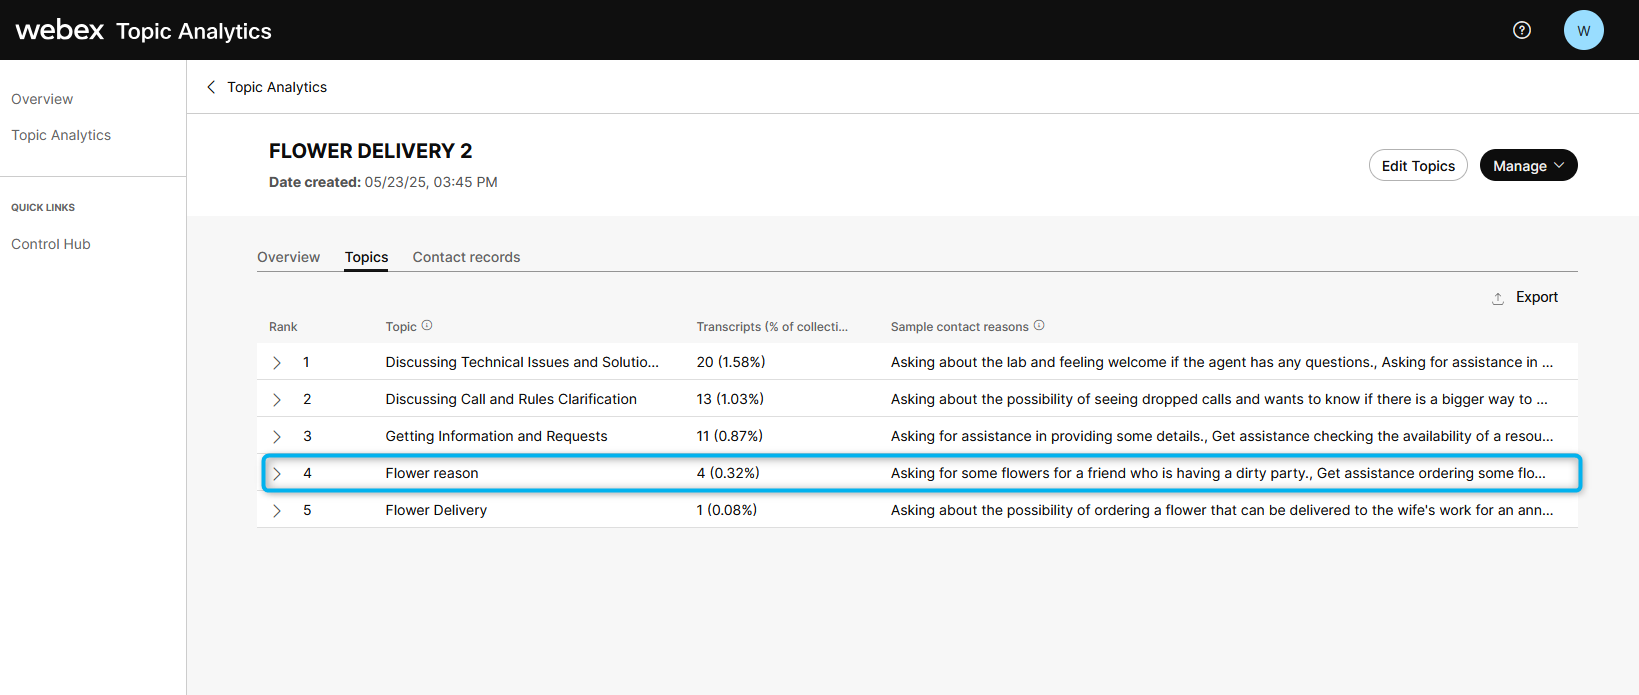 webex Topic Analytics
W
Overview
Topic Analytics
QUICK LINKS
Control Hub
Topic Analytics
FLOWER DELIVERY 2
Date created: 05/23/25, 03:45 PM
Edit Topics
Manage
Overview Topics Contact records
Export
Rank Topic Transcripts (% of collecti... Sample contact reasons
1 Discussing Technical Issues and Solutio... 20 (1.58%) Asking about the lab and feeling welcome if the agent has any questions., Asking for assistance in ...
2 Discussing Call and Rules Clarification 13 (1.03%) Asking about the possibility of seeing dropped calls and wants to know if there is a bigger way to ...
3 Getting Information and Requests 11 (0.87%) Asking for assistance in providing some details., Get assistance checking the availability of a resou...
4 Flower reason 4 (0.32%) Asking for some flowers for a friend who is having a dirty party., Get assistance ordering some flo...
5 Flower Delivery 1 (0.08%) Asking about the possibility of ordering a flower that can be delivered to the wife's work for an ann...